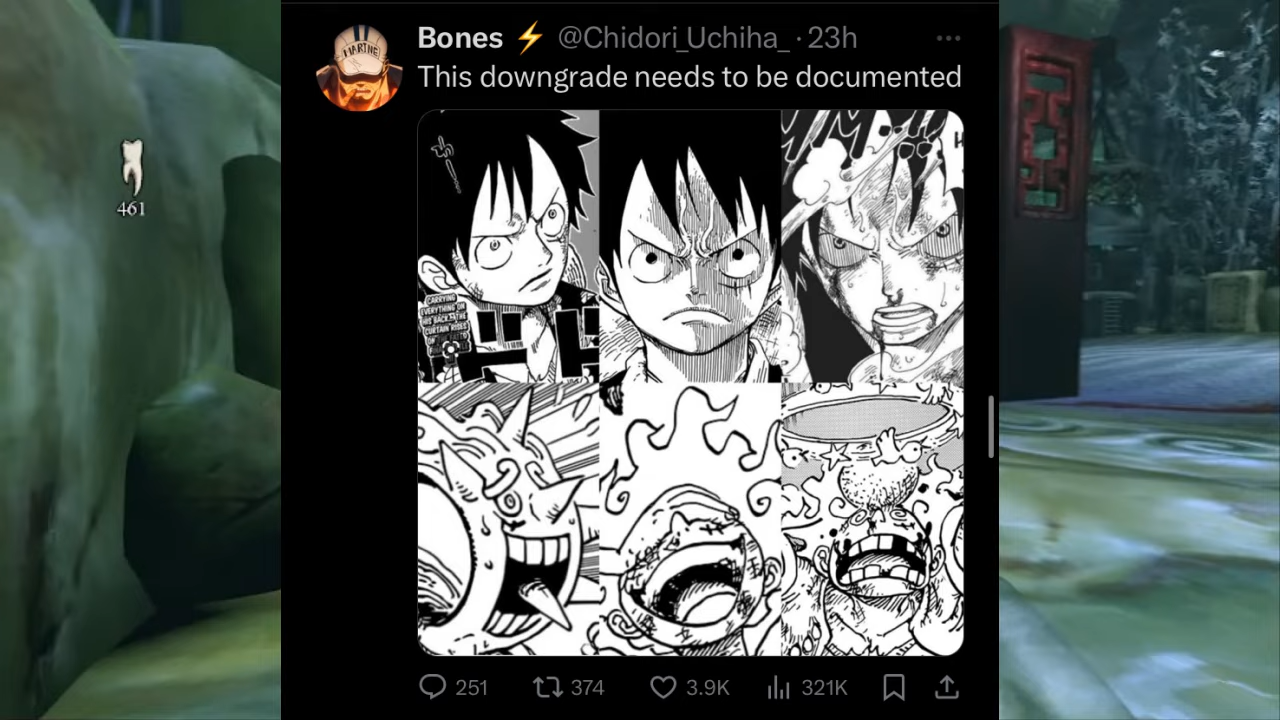 Bones ⚡ @Chidori_Uchiha_ · 23h
MARINE
This downgrade needs to be documented
461
CARRYING
EVERYTHING ON
HIS BACK, THE
CURTAIN RISES
251 374 3.9K 321K